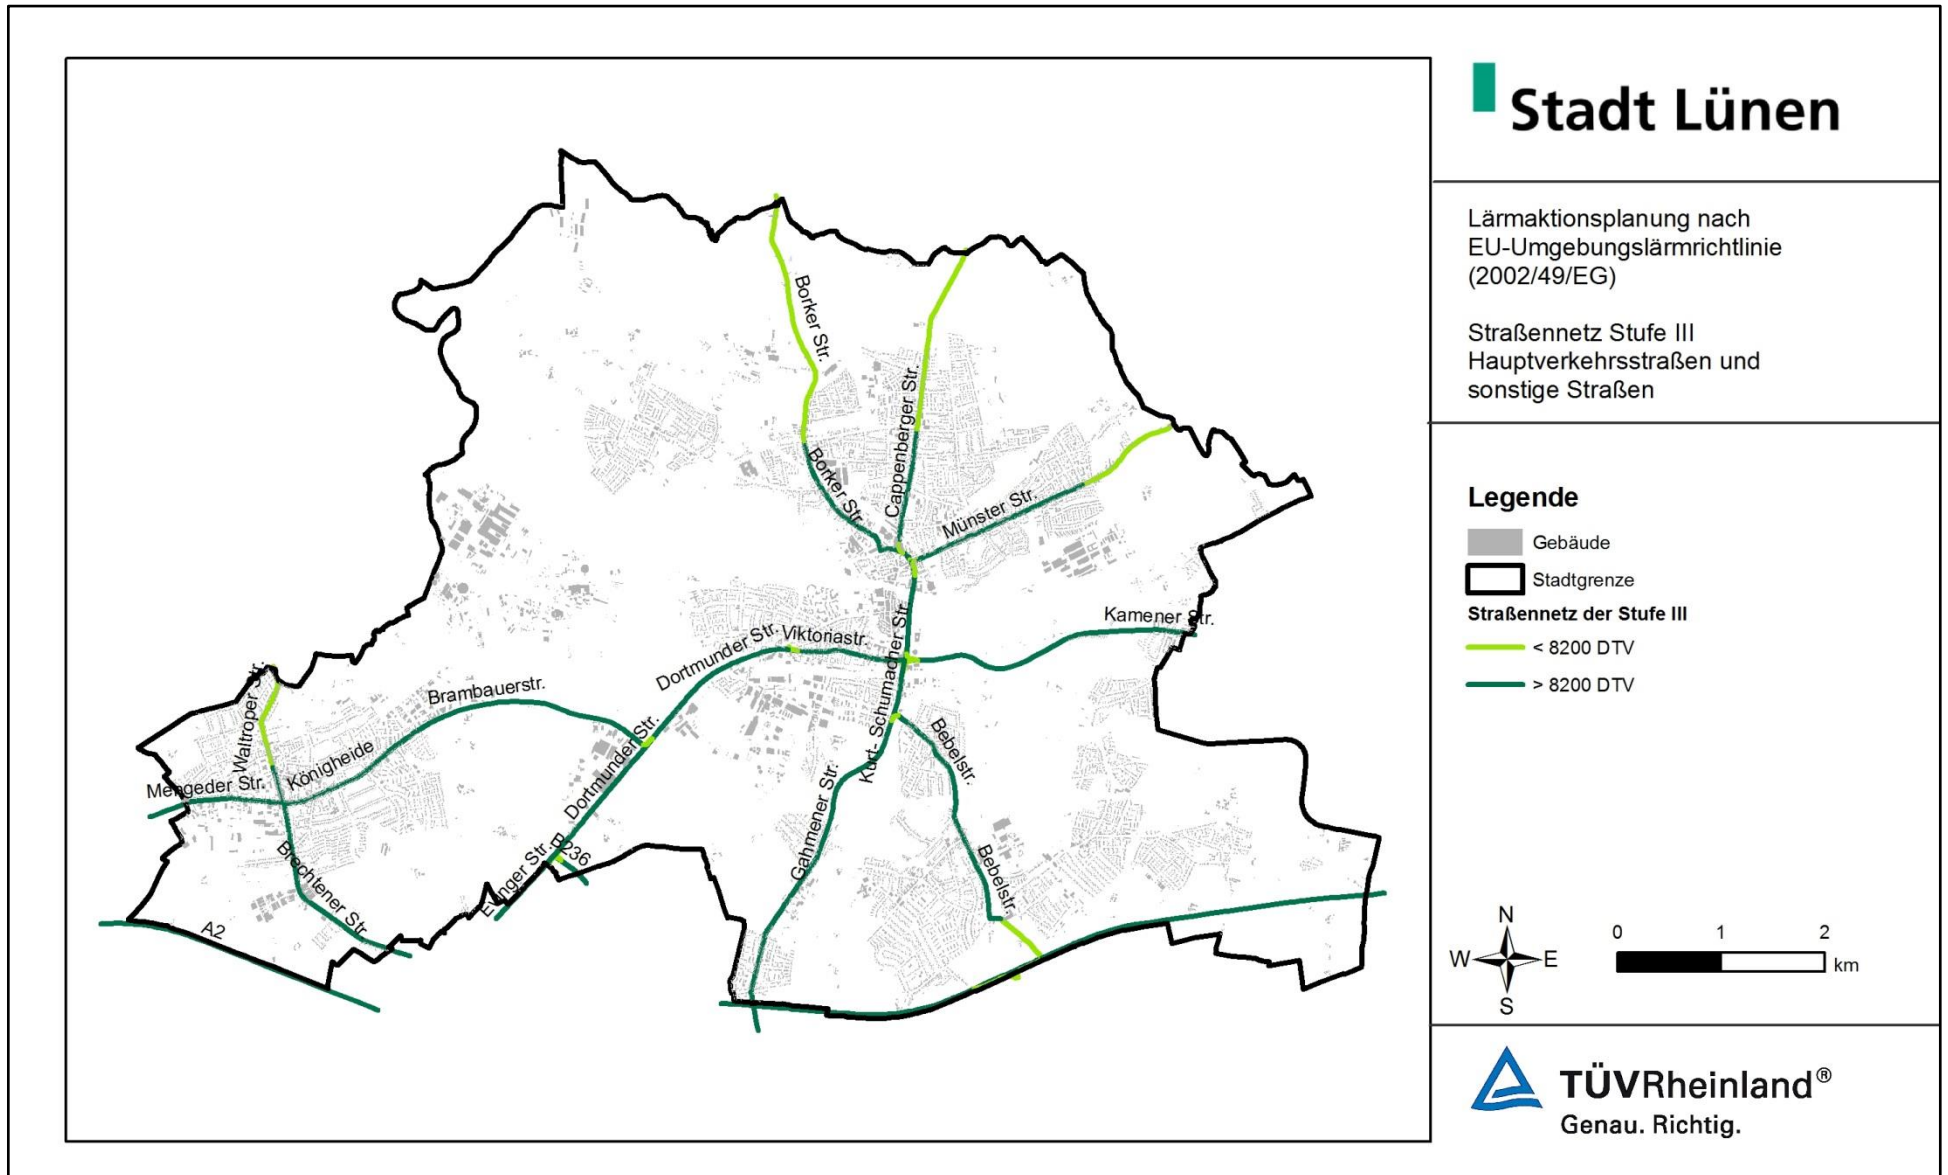 Stadt Lünen
Lärmaktionsplanung nach
EU-Umgebungslärmrichtlinie
(2002/49/EG)
Straßennetz Stufe III
Hauptverkehrsstraßen und
sonstige Straßen
Legende
Gebäude
Stadtgrenze
Straßennetz der Stufe III
< 8200 DTV
> 8200 DTV
N
W E
S
0 1 2
km
TÜVRheinland®
Genau. Richtig.
Borker Str.
Cappenberger Str.
Borker Str.
Münster Str.
Kamener Str.
Dortmunder Str.
Viktoriastr.
Kurt- Schumacher Str.
Waltroper Str.
Brambauerstr.
Königheide
Mengeder Str.
Dortmunder Str.
Bebelstr.
Gahmener Str.
Bebelstr.
Brechtener Str.
Evinger Str.
B 236
A2